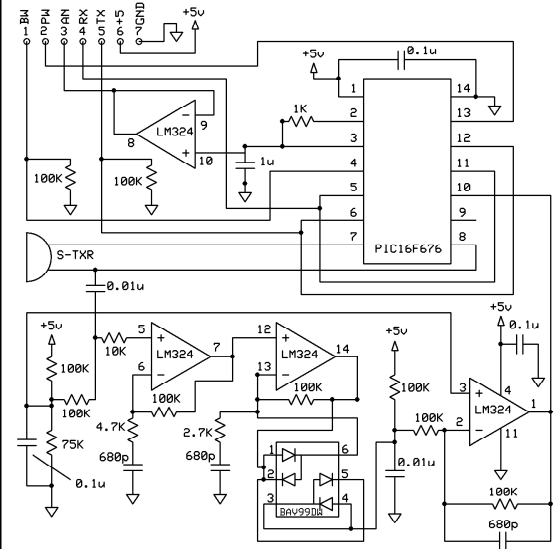 BW PW AN RX TX +5 GND
1 2 3 4 5 6 7
+5v
+5v
0.1u
1 14
1K
2 13
LM324
9
8
10
3 12
1u
4 11
100K
100K
5 10
6 9
7 8
PIC16F676
S-TXR
0.01u
+5v
0.1u
+5v
5
7
12
14
+5v
10K
LM324
LM324
100K
6
13
3
4
100K
100K
100K
100K
LM324
1
100K
2
4.7K
2.7K
11
75K
680p
680p
1 6
0.01u
2 5
0.1u
3 4
100K
BAV99DW
680p